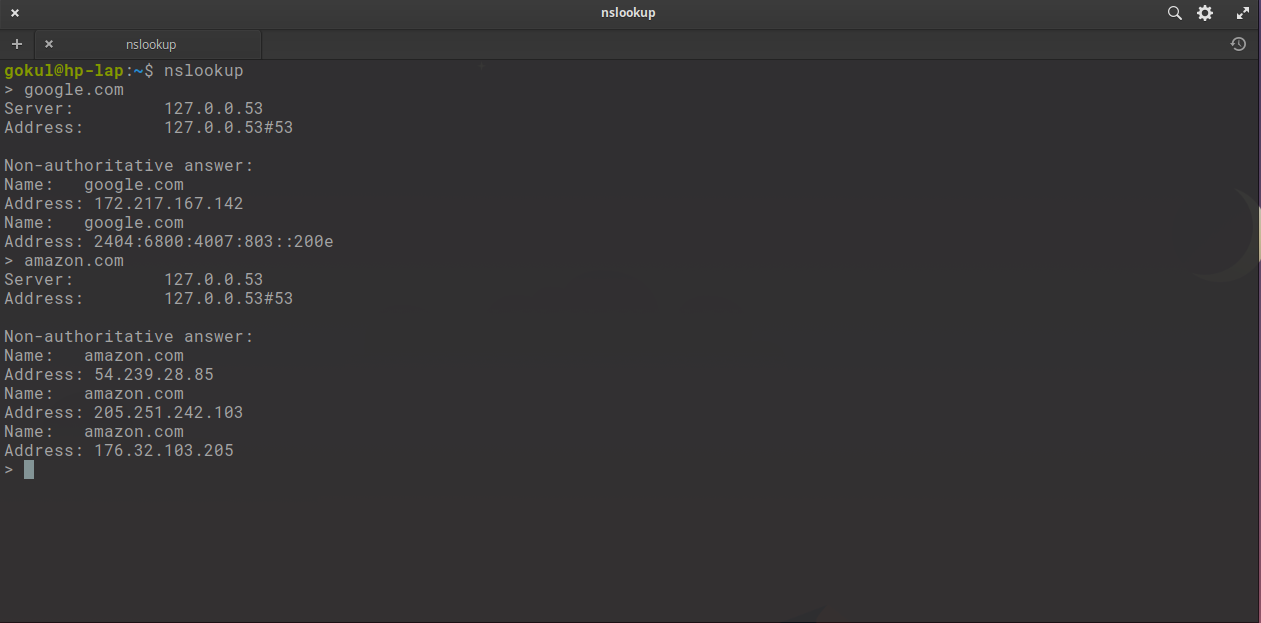 nslookup
nslookup
gokul@hp-lap:~$ nslookup
> google.com
Server:		127.0.0.53
Address:	127.0.0.53#53

Non-authoritative answer:
Name:	google.com
Address: 172.217.167.142
Name:	google.com
Address: 2404:6800:4007:803::200e
> amazon.com
Server:		127.0.0.53
Address:	127.0.0.53#53

Non-authoritative answer:
Name:	amazon.com
Address: 54.239.28.85
Name:	amazon.com
Address: 205.251.242.103
Name:	amazon.com
Address: 176.32.103.205
>